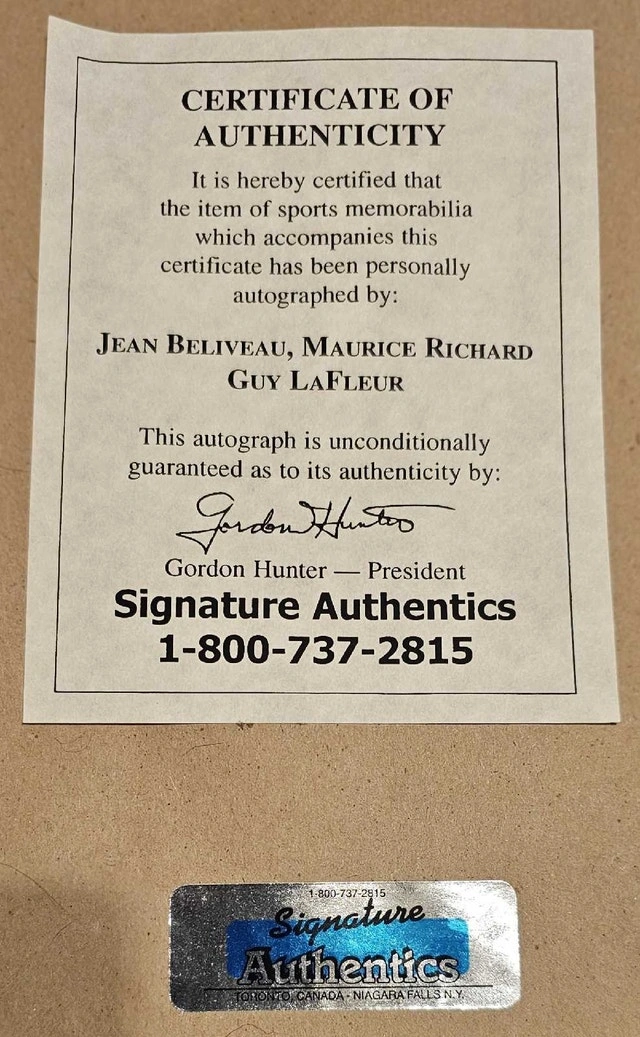 CERTIFICATE OF
AUTHENTICITY
It is hereby certified that
the item of sports memorabilia
which accompanies this
certificate has been personally
autographed by:
JEAN BELIVEAU, MAURICE RICHARD
GUY LAFLEUR
This autograph is unconditionally
guaranteed as to its authenticity by:
Gordon Hunter
Gordon Hunter — President
Signature Authentics
1-800-737-2815
1-800-737-2815
Signature
Authentics
TORONTO, CANADA - NIAGARA FALLS N.Y.